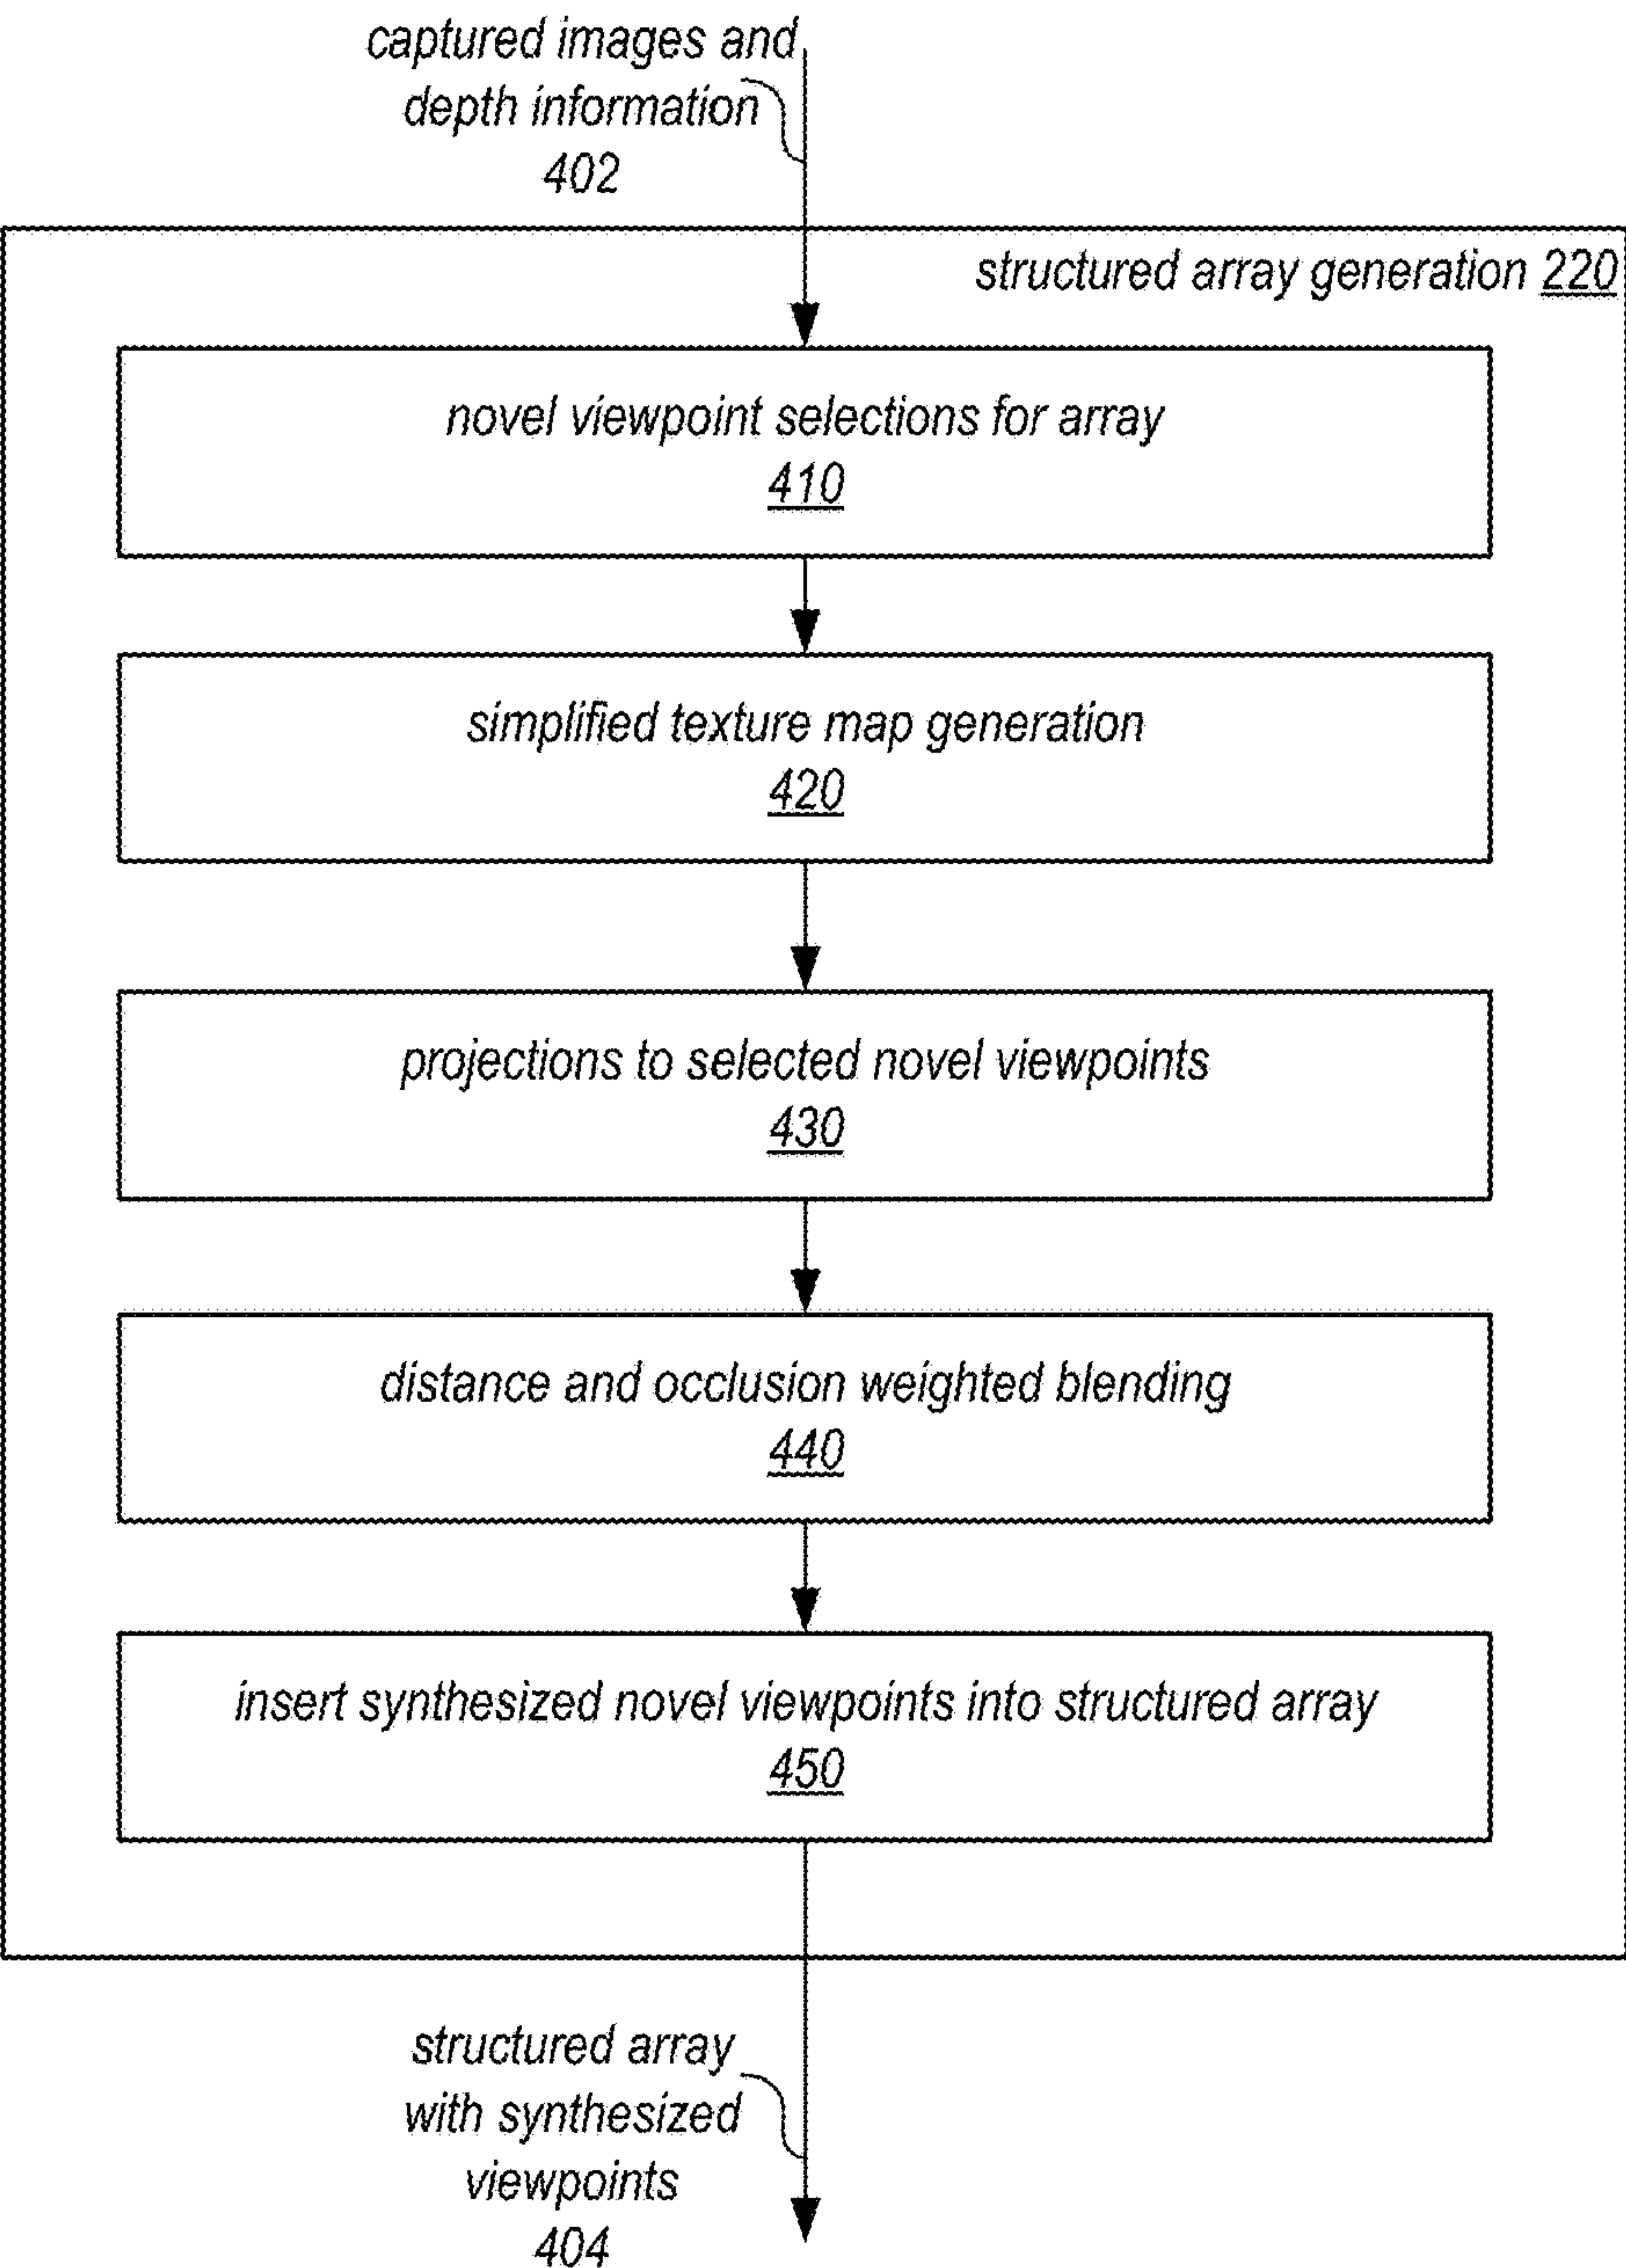 captured images and
depth information
402
structured array generation 220
novel viewpoint selections for array
410
simplified texture map generation
420
projections to selected novel viewpoints
430
distance and occlusion weighted blending
440
insert synthesized novel viewpoints into structured array
450
structured array
with synthesized
viewpoints
404